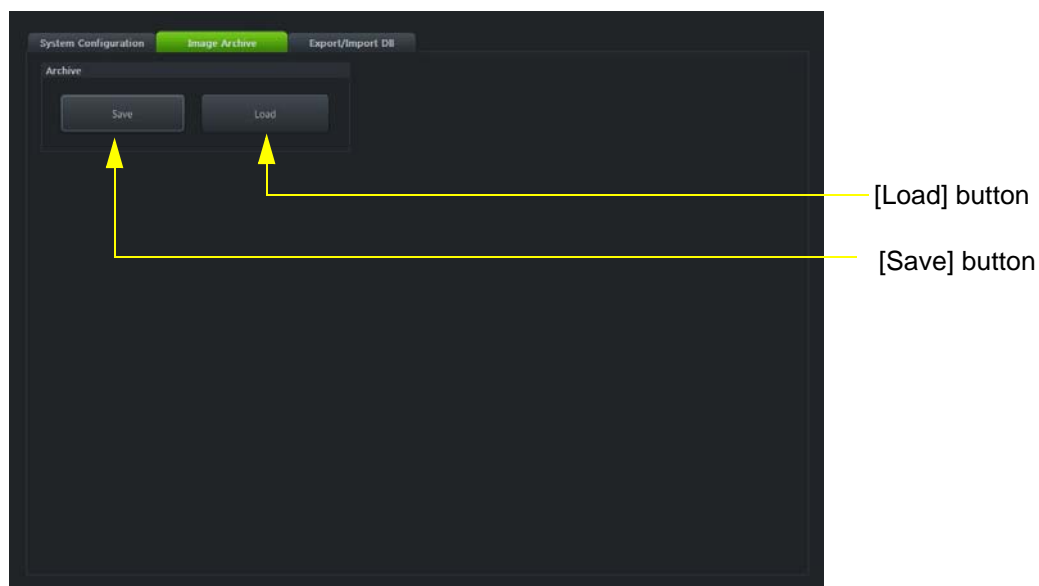 System Configuration Image Archive Export/Import DB
Archive
Save Load
[Load] button
[Save] button